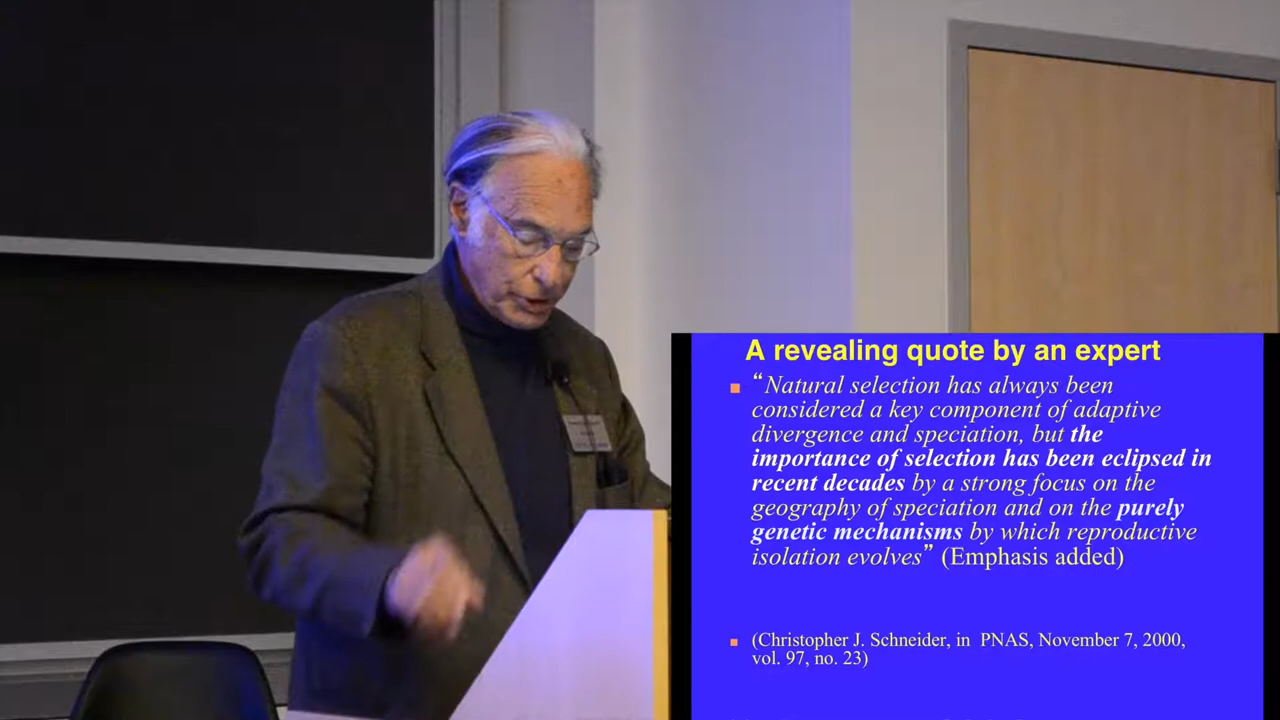 A revealing quote by an expert
“Natural selection has always been
considered a key component of adaptive
divergence and speciation, but the
importance of selection has been eclipsed in
recent decades by a strong focus on the
geography of speciation and on the purely
genetic mechanisms by which reproductive
isolation evolves” (Emphasis added)
(Christopher J. Schneider, in PNAS, November 7, 2000,
vol. 97, no. 23)